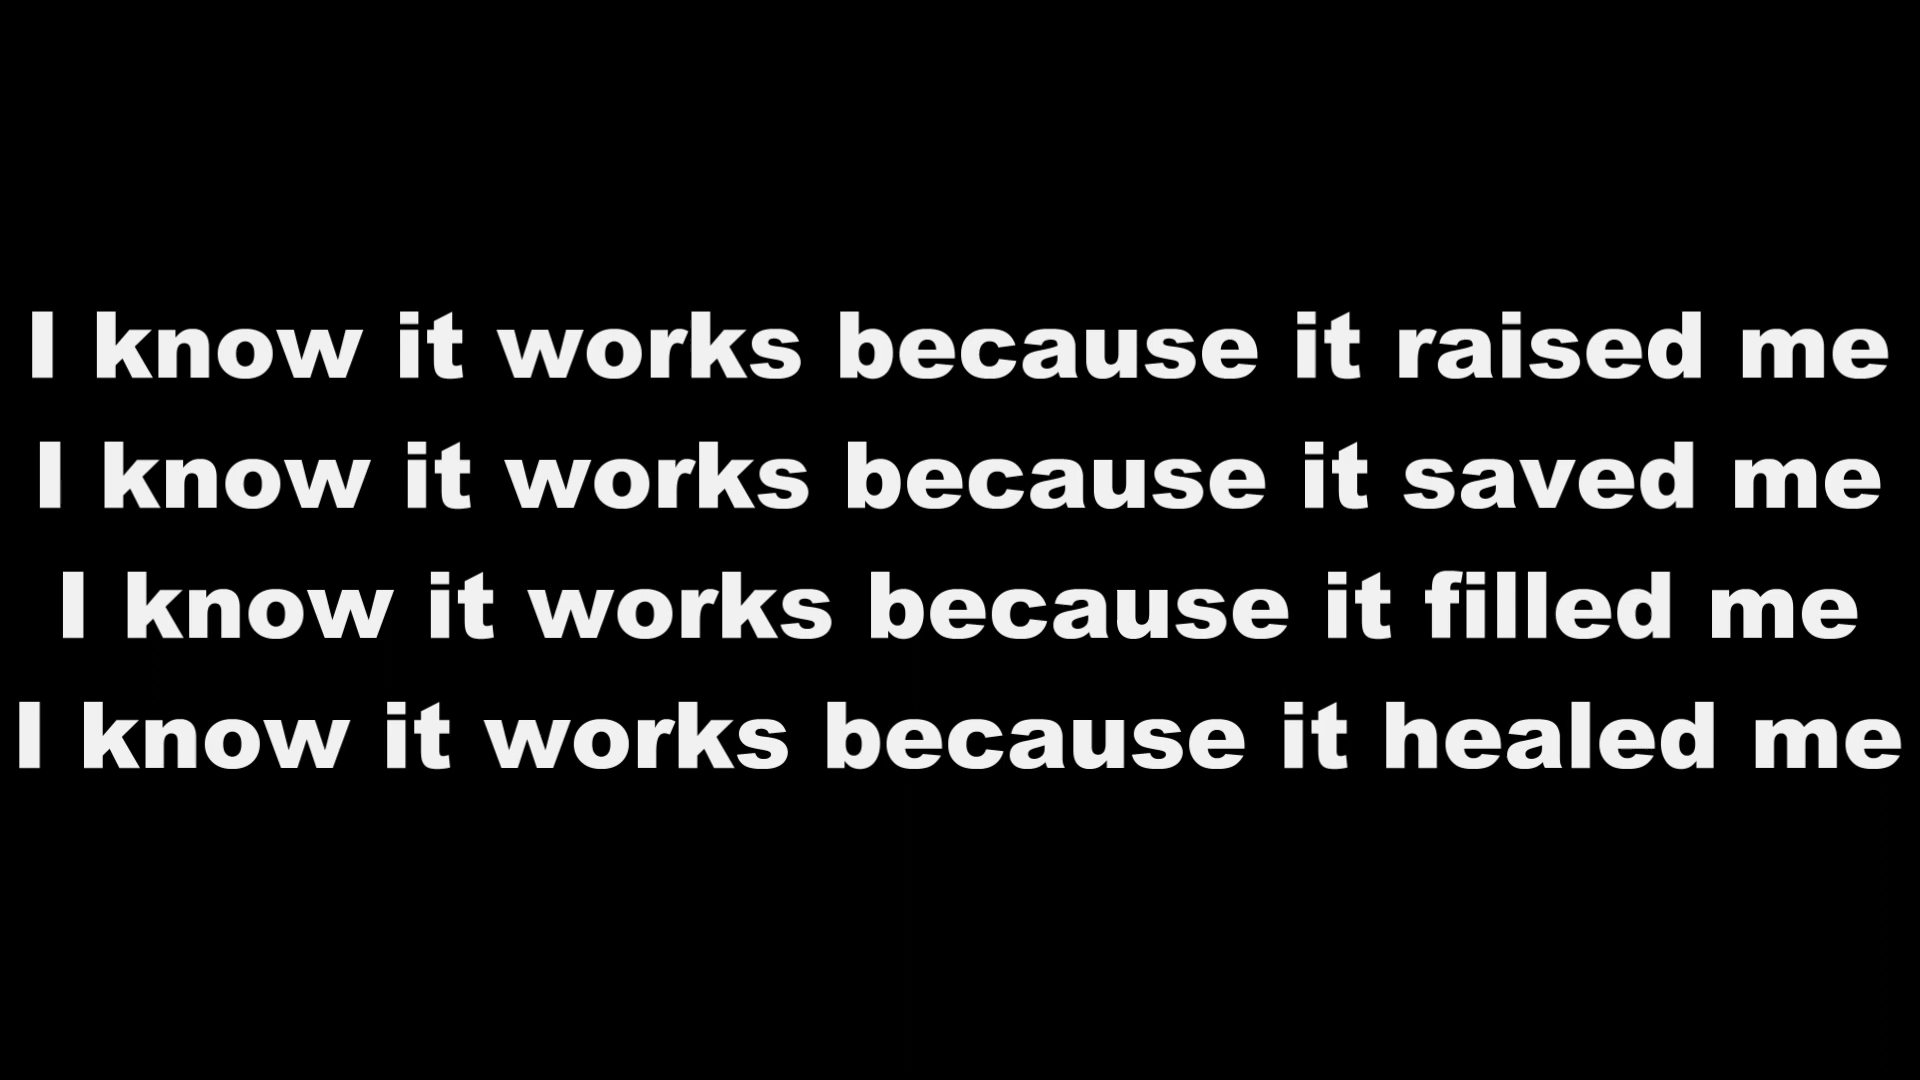 I know it works because it raised me
I know it works because it saved me
I know it works because it filled me
I know it works because it healed me